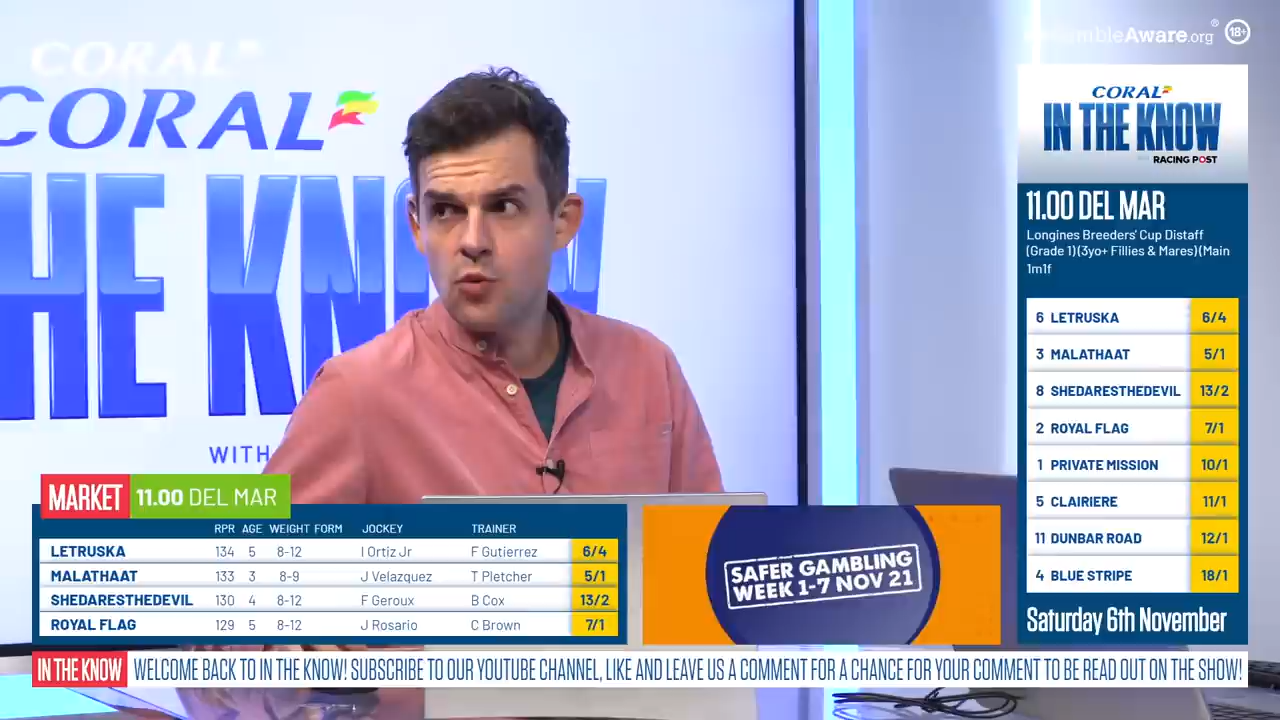 CORAL
CORAL
THE KNOW
WITH
GambleAware.org® 18+
CORAL
IN THE KNOW
RACING POST
11.00 DEL MAR
Longines Breeders' Cup Distaff
(Grade 1)(3yo+ Fillies & Mares)(Main
1m1f
6 LETRUSKA 6/4
3 MALATHAAT 5/1
8 SHEDARESTHEDEVIL 13/2
2 ROYAL FLAG 7/1
1 PRIVATE MISSION 10/1
5 CLAIRIERE 11/1
11 DUNBAR ROAD 12/1
4 BLUE STRIPE 18/1
Saturday 6th November
MARKET 11.00 DEL MAR
RPR AGE WEIGHT FORM JOCKEY TRAINER
LETRUSKA 134 5 8-12 I Ortiz Jr F Gutierrez 6/4
MALATHAAT 133 3 8-9 J Velazquez T Pletcher 5/1
SHEDARESTHEDEVIL 130 4 8-12 F Geroux B Cox 13/2
ROYAL FLAG 129 5 8-12 J Rosario C Brown 7/1
SAFER GAMBLING
WEEK 1-7 NOV 21
IN THE KNOW WELCOME BACK TO IN THE KNOW! SUBSCRIBE TO OUR YOUTUBE CHANNEL, LIKE AND LEAVE US A COMMENT FOR A CHANCE FOR YOUR COMMENT TO BE READ OUT ON THE SHOW!